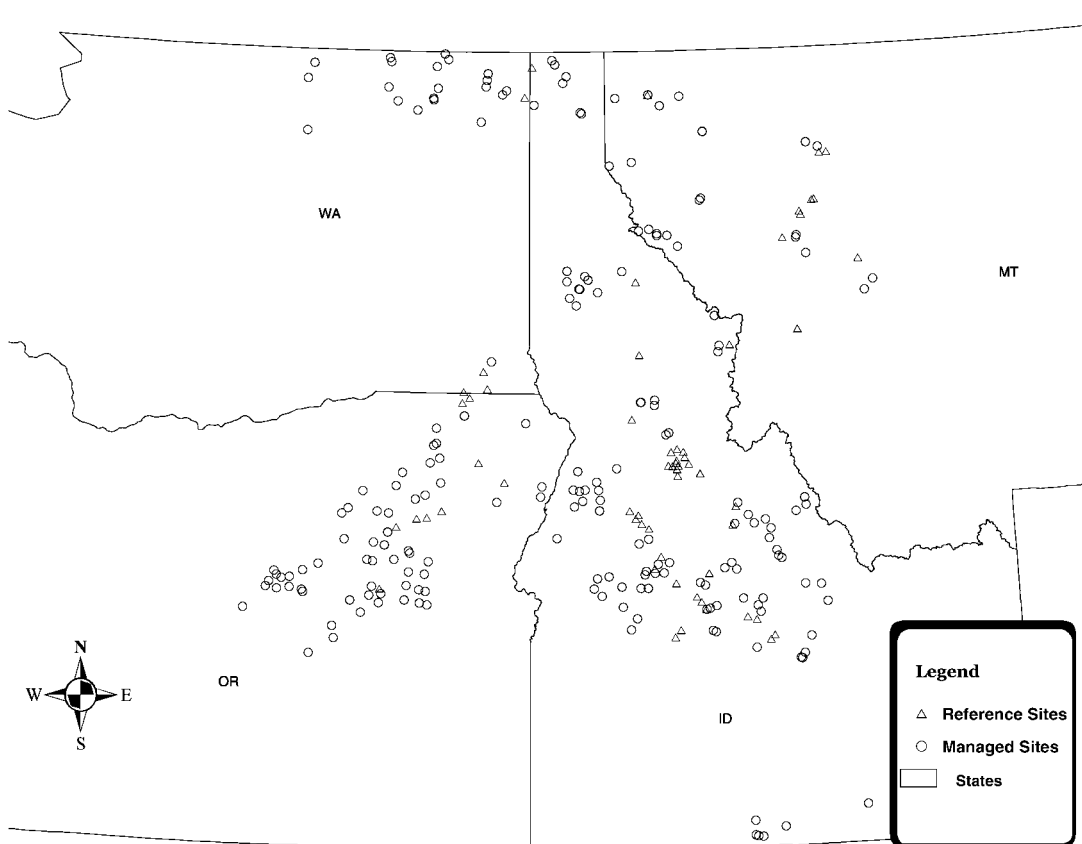 WA
MT
OR
ID
N
W
E
S
Legend
Reference Sites
Managed Sites
States